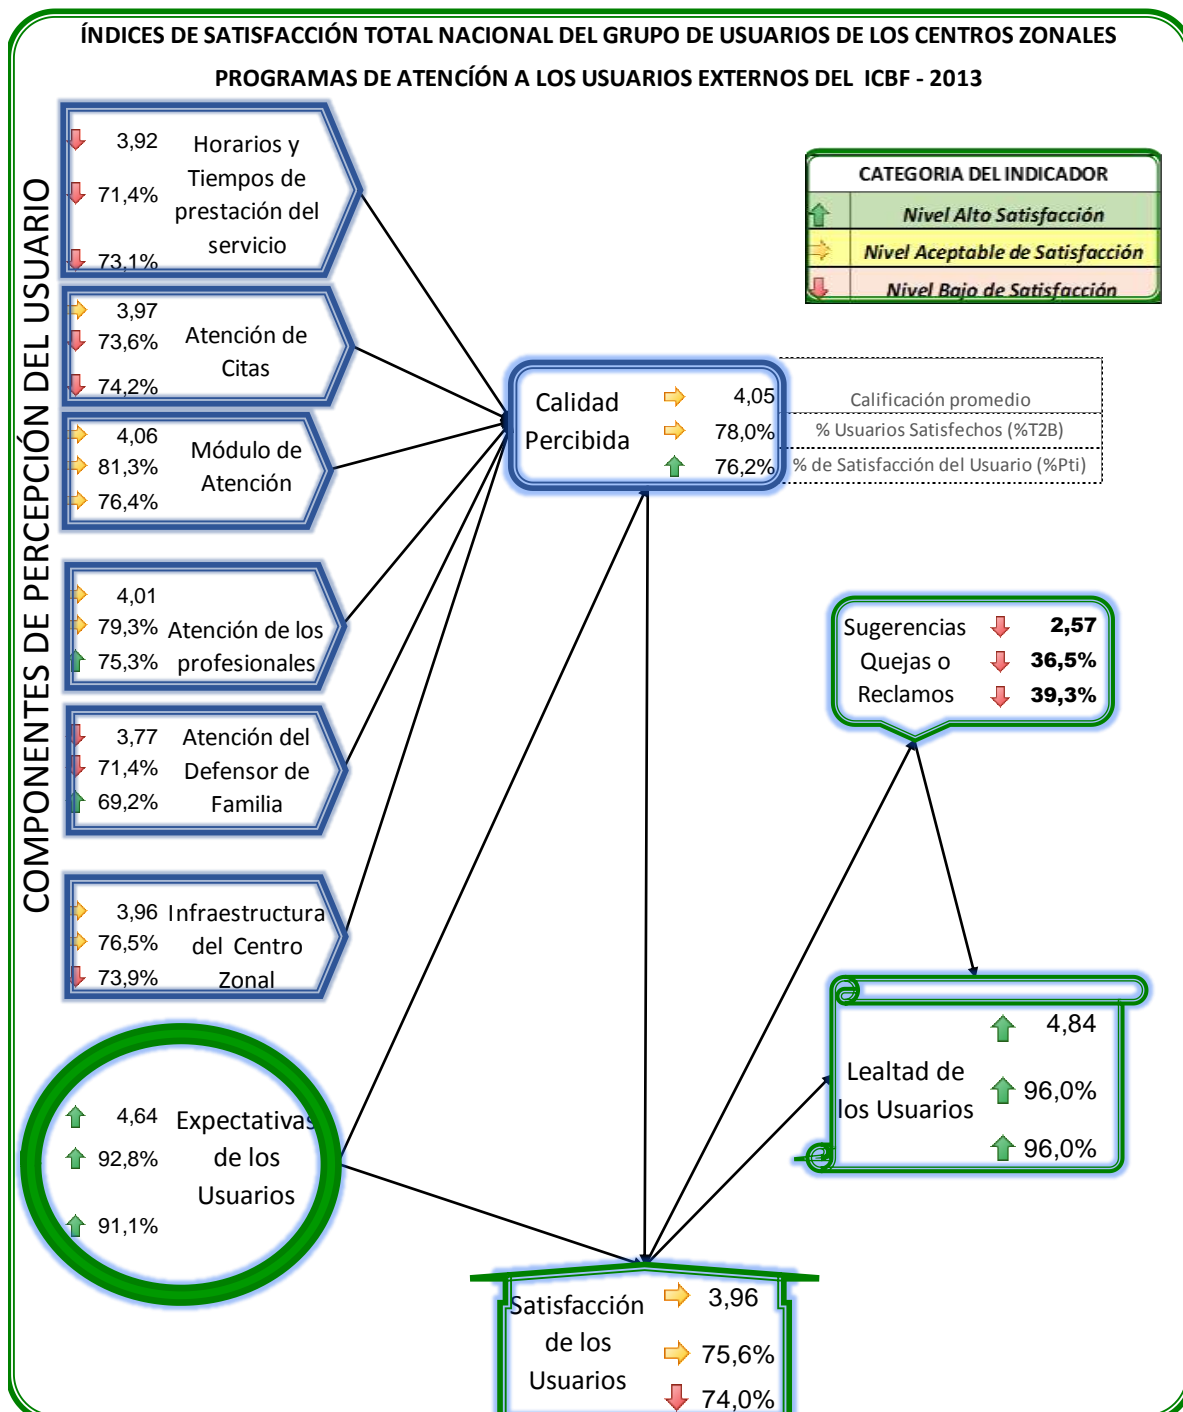 ÍNDICES DE SATISFACCIÓN TOTAL NACIONAL DEL GRUPO DE USUARIOS DE LOS CENTROS ZONALES
PROGRAMAS DE ATENCÍÓN A LOS USUARIOS EXTERNOS DEL ICBF - 2013
COMPONENTES DE PERCEPCIÓN DEL USUARIO
3,92
71,4%
73,1%
Horarios y
Tiempos de
prestación del
servicio
3,97
73,6%
74,2%
Atención de
Citas
4,06
81,3%
76,4%
Módulo de
Atención
4,01
79,3%
75,3%
Atención de los
profesionales
3,77
71,4%
69,2%
Atención del
Defensor de
Familia
3,96
76,5%
73,9%
Infraestructura
del Centro
Zonal
4,64
92,8%
91,1%
Expectativas
de los
Usuarios
CATEGORIA DEL INDICADOR
Nivel Alto Satisfacción
Nivel Aceptable de Satisfacción
Nivel Bajo de Satisfacción
Calidad
Percibida
4,05
78,0%
76,2%
Calificación promedio
% Usuarios Satisfechos (%T2B)
% de Satisfacción del Usuario (%Pti)
Sugerencias
Quejas o
Reclamos
2,57
36,5%
39,3%
Lealtad de
los Usuarios
4,84
96,0%
96,0%
Satisfacción
de los
Usuarios
3,96
75,6%
74,0%